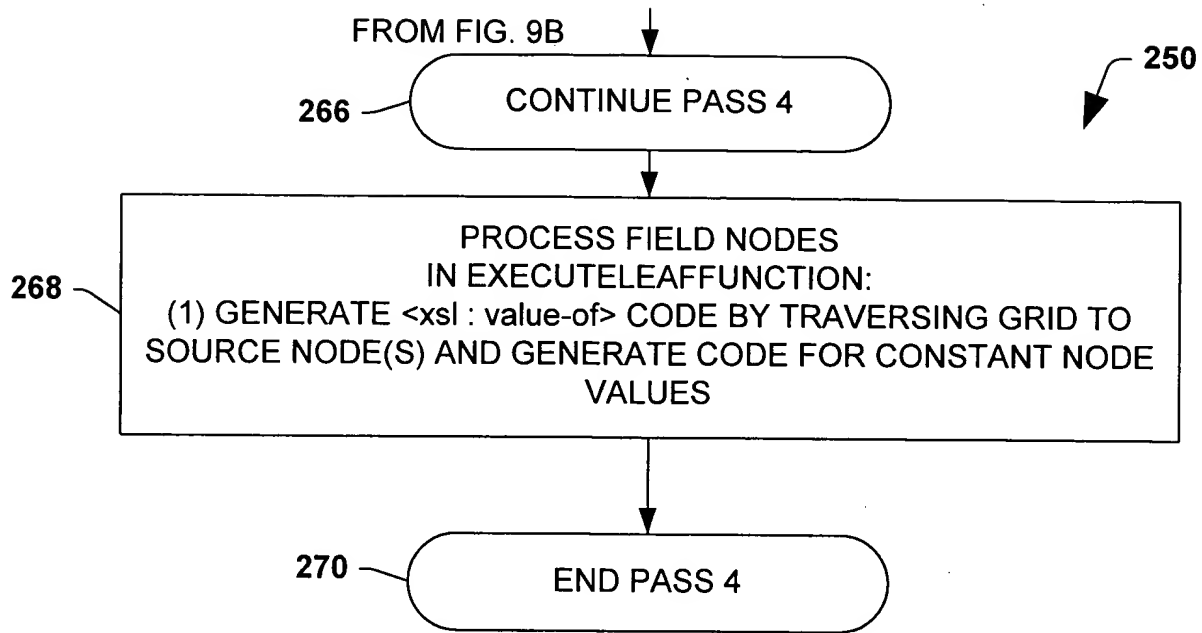 FROM FIG. 9B
250
266
CONTINUE PASS 4
268
PROCESS FIELD NODES
IN EXECUTELEAFFUNCTION:
(1) GENERATE <xsl : value-of> CODE BY TRAVERSING GRID TO
SOURCE NODE(S) AND GENERATE CODE FOR CONSTANT NODE
VALUES
270
END PASS 4